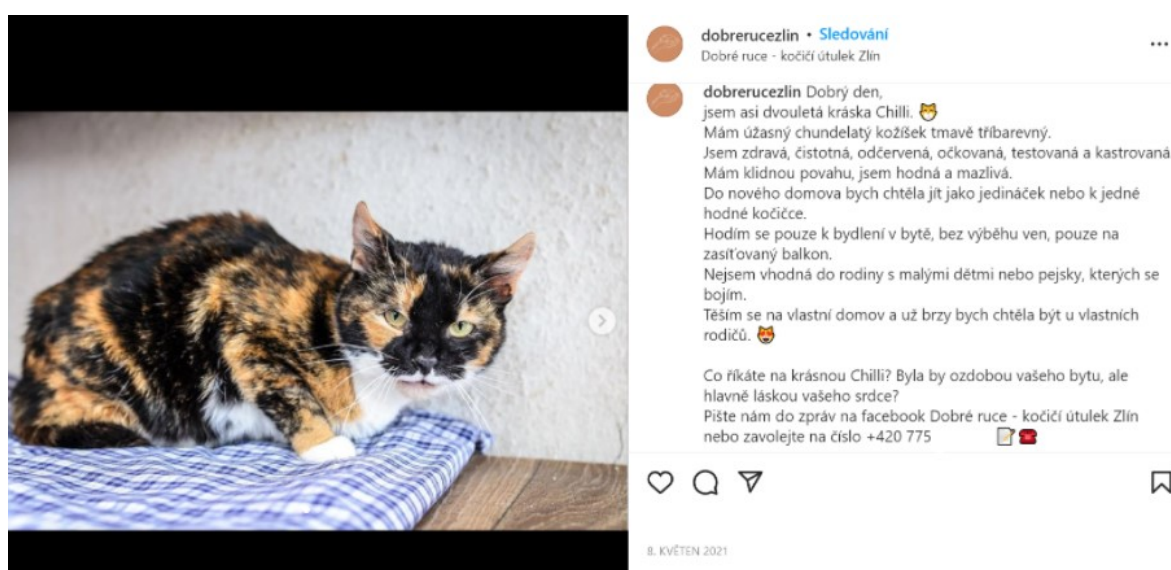 dobrerucezlin • Sledování
Dobré ruce - kočičí útulek Zlín
dobrerucezlin Dobrý den,
jsem asi dvouletá kráska Chilli. 🐱
Mám úžasný chundelatý kožíšek tmavě tříbarevný.
Jsem zdravá, čistotná, odčervená, očkovaná, testovaná a kastrovaná
Mám klidnou povahu, jsem hodná a mazlivá.
Do nového domova bych chtěla jít jako jedináček nebo k jedné
hodné kočičce.
Hodím se pouze k bydlení v bytě, bez výběhu ven, pouze na
zasíťovaný balkon.
Nejsem vhodná do rodiny s malými dětmi nebo pejsky, kterých se
bojím.
Těším se na vlastní domov a už brzy bych chtěla být u vlastních
rodičů. 😻
Co říkáte na krásnou Chilli? Byla by ozdobou vašeho bytu, ale
hlavně láskou vašeho srdce?
Pište nám do zpráv na facebook Dobré ruce - kočičí útulek Zlín
nebo zavolejte na číslo +420 775 📝☎️
8. KVĚTEN 2021